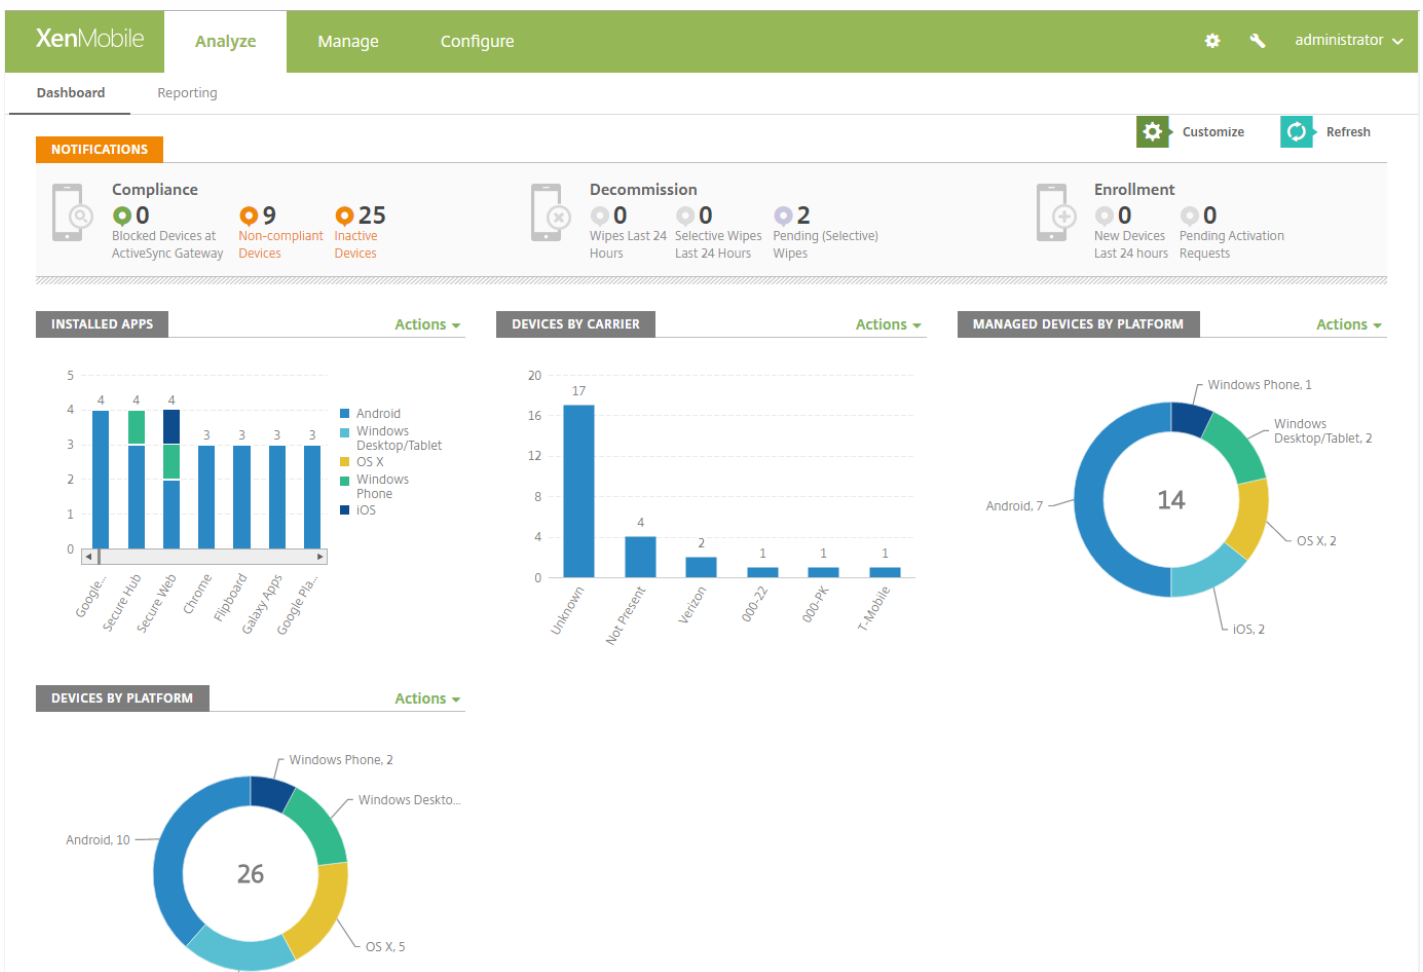 XenMobile
Analyze
Manage
Configure
administrator
Dashboard
Reporting
Customize
Refresh
NOTIFICATIONS
Compliance
0
Blocked Devices at
ActiveSync Gateway
9
Non-compliant
Devices
25
Inactive
Devices
Decommission
0
Wipes Last 24
Hours
0
Selective Wipes
Last 24 Hours
2
Pending (Selective)
Wipes
Enrollment
0
New Devices
Last 24 hours
0
Pending Activation
Requests
INSTALLED APPS
Actions
5
4
3
2
1
0
4
4
4
3
3
3
3
Google...
Secure Hub
Secure Web
Chrome
Flipboard
Galaxy Apps
Google Pla...
Android
Windows
Desktop/Tablet
OS X
Windows
Phone
iOS
DEVICES BY CARRIER
Actions
20
16
12
8
4
0
17
4
2
1
1
1
Unknown
Not Present
Verizon
000-22
000-PK
T-Mobile
MANAGED DEVICES BY PLATFORM
Actions
Windows Phone, 1
Windows
Desktop/Tablet, 2
Android, 7
14
OS X, 2
iOS, 2
DEVICES BY PLATFORM
Actions
Windows Phone, 2
Windows Deskto...
Android, 10
26
OS X, 5